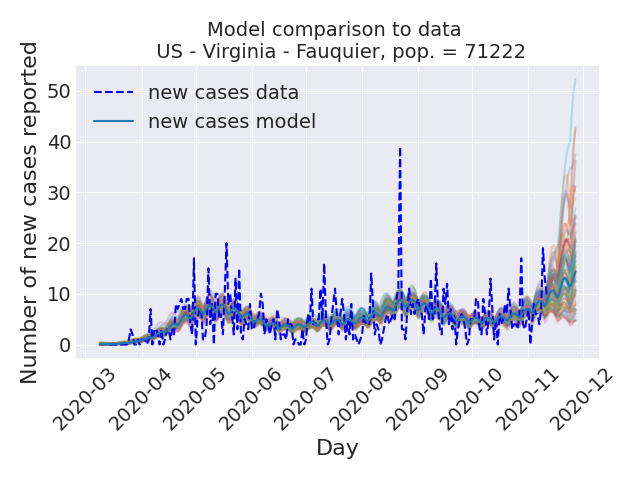 Model comparison to data
US - Virginia - Fauquier, pop. = 71222
Number of new cases reported
50
40
30
20
10
0
new cases data
new cases model
2020-03
2020-04
2020-05
2020-06
2020-07
2020-08
2020-09
2020-10
2020-11
2020-12
Day